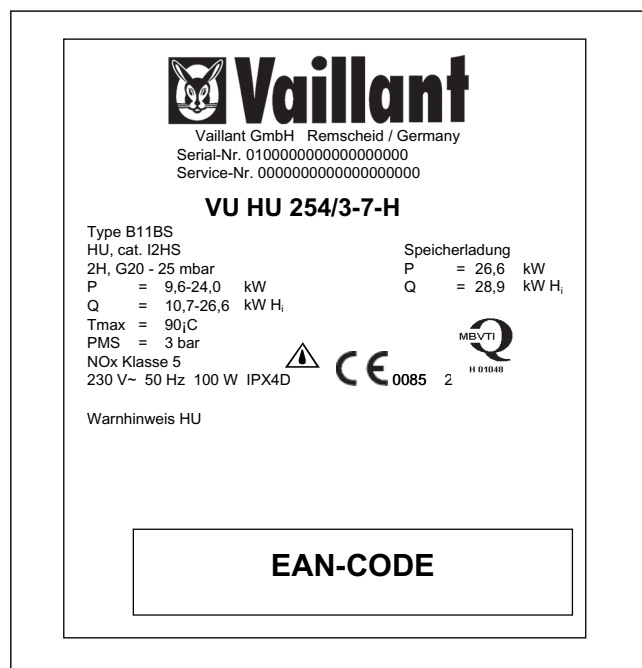 Vaillant
Vaillant GmbH Remscheid / Germany
Serial-Nr. 0100000000000000000
Service-Nr. 0000000000000000000
VU HU 254/3-7-H
Type B11BS
HU, cat. I2HS
2H, G20 - 25 mbar
P = 9,6-24,0 kW
Q = 10,7-26,6 kW Hi
Tmax = 90¡C
PMS = 3 bar
NOx Klasse 5
230 V~ 50 Hz 100 W IPX4D
Speicherladung
P = 26,6 kW
Q = 28,9 kW Hi
MBVTI
H 01048
CE 0085 2
Warnhinweis HU
EAN-CODE